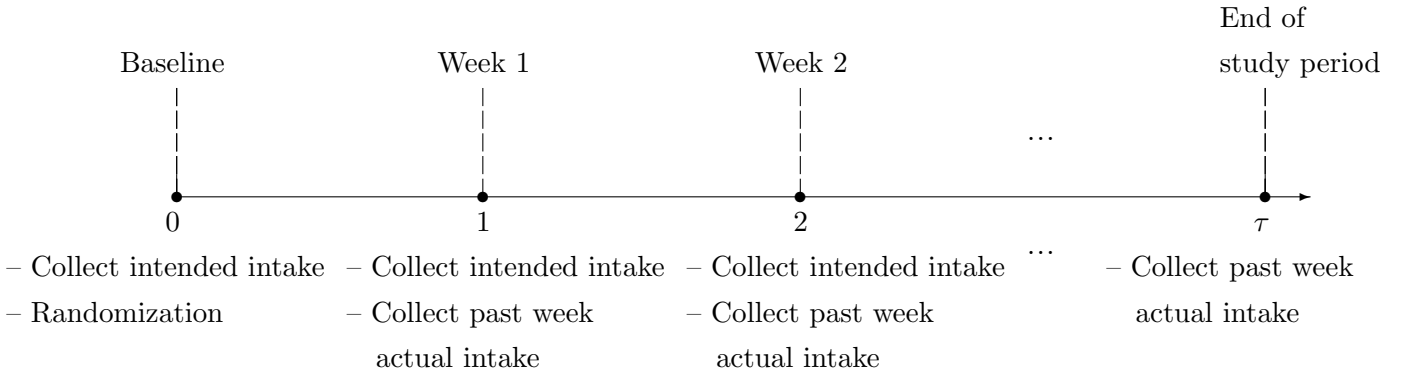 End of
study period
Baseline
Week 1
Week 2
...
0
1
2
τ
...
– Collect intended intake
– Randomization
– Collect intended intake
– Collect past week
actual intake
– Collect intended intake
– Collect past week
actual intake
– Collect past week
actual intake